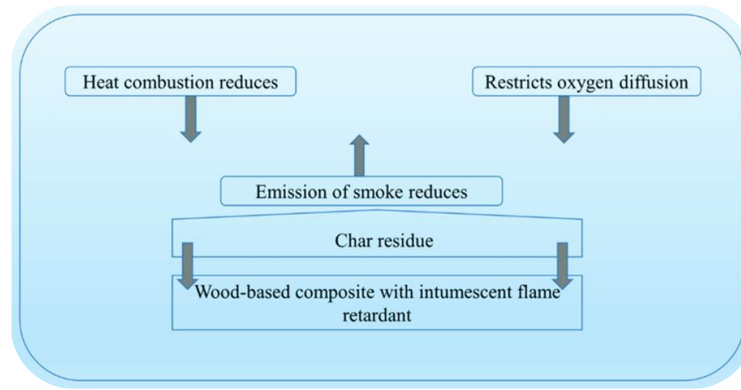 Heat combustion reduces
Restricts oxygen diffusion
Emission of smoke reduces
Char residue
Wood-based composite with intumescent flame
retardant